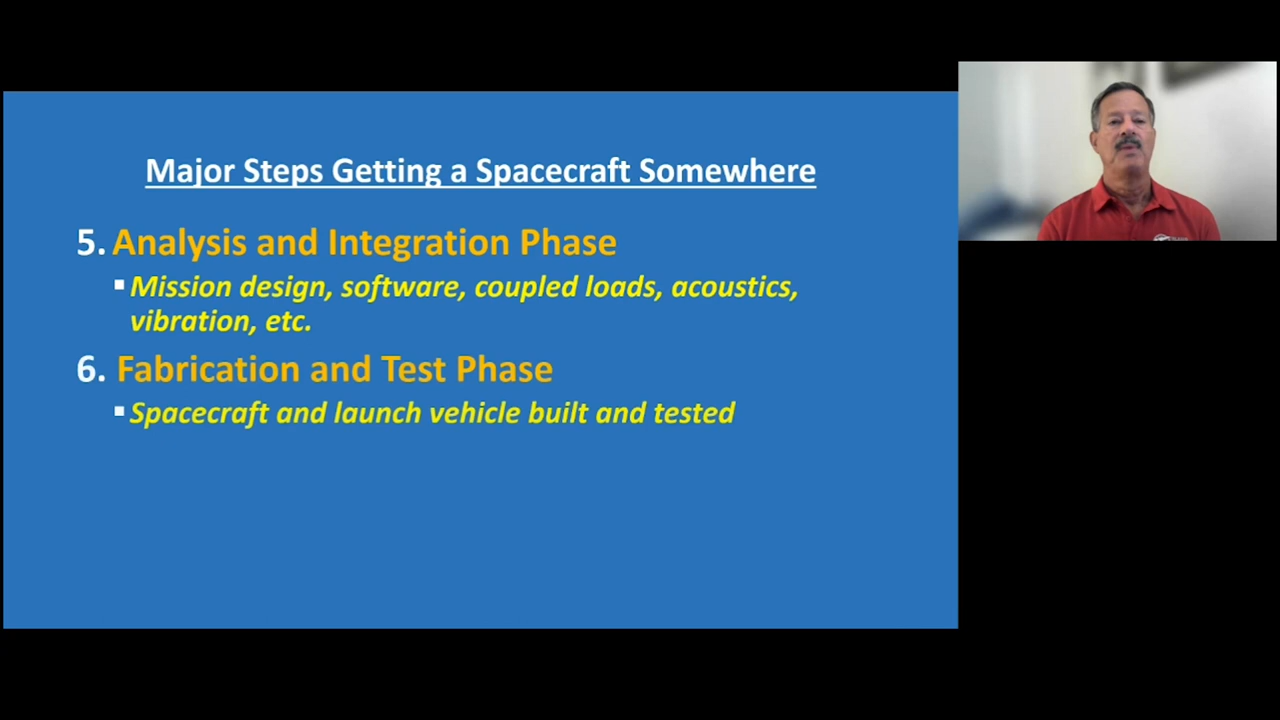 Major Steps Getting a Spacecraft Somewhere
5. Analysis and Integration Phase
▪ Mission design, software, coupled loads, acoustics,
vibration, etc.
6. Fabrication and Test Phase
▪ Spacecraft and launch vehicle built and tested